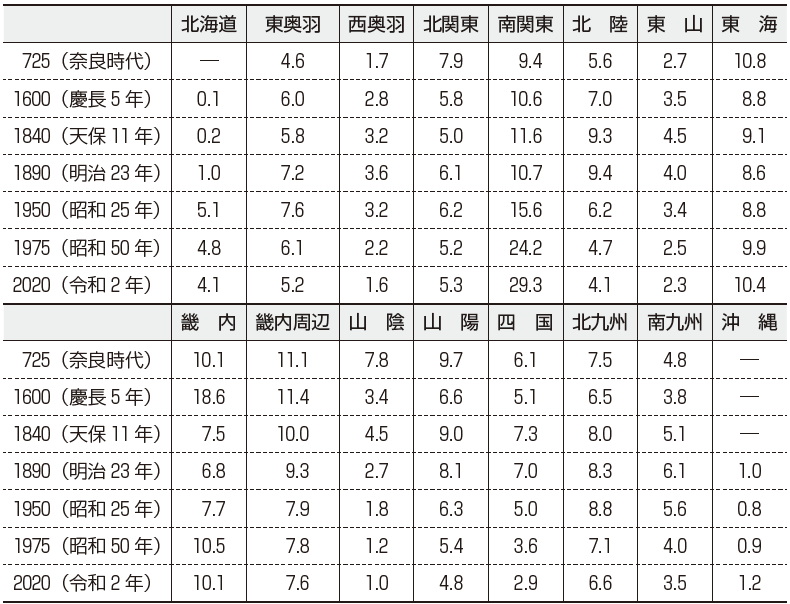 北海道 東奥羽 西奥羽 北関東 南関東 北陸 東山 東海
725（奈良時代） — 4.6 1.7 7.9 9.4 5.6 2.7 10.8
1600（慶長5年） 0.1 6.0 2.8 5.8 10.6 7.0 3.5 8.8
1840（天保11年） 0.2 5.8 3.2 5.0 11.6 9.3 4.5 9.1
1890（明治23年） 1.0 7.2 3.6 6.1 10.7 9.4 4.0 8.6
1950（昭和25年） 5.1 7.6 3.2 6.2 15.6 6.2 3.4 8.8
1975（昭和50年） 4.8 6.1 2.2 5.2 24.2 4.7 2.5 9.9
2020（令和2年） 4.1 5.2 1.6 5.3 29.3 4.1 2.3 10.4
畿内 畿内周辺 山陰 山陽 四国 北九州 南九州 沖縄
725（奈良時代） 10.1 11.1 7.8 9.7 6.1 7.5 4.8 —
1600（慶長5年） 18.6 11.4 3.4 6.6 5.1 6.5 3.8 —
1840（天保11年） 7.5 10.0 4.5 9.0 7.3 8.0 5.1 —
1890（明治23年） 6.8 9.3 2.7 8.1 7.0 8.3 6.1 1.0
1950（昭和25年） 7.7 7.9 1.8 6.3 5.0 8.8 5.6 0.8
1975（昭和50年） 10.5 7.8 1.2 5.4 3.6 7.1 4.0 0.9
2020（令和2年） 10.1 7.6 1.0 4.8 2.9 6.6 3.5 1.2